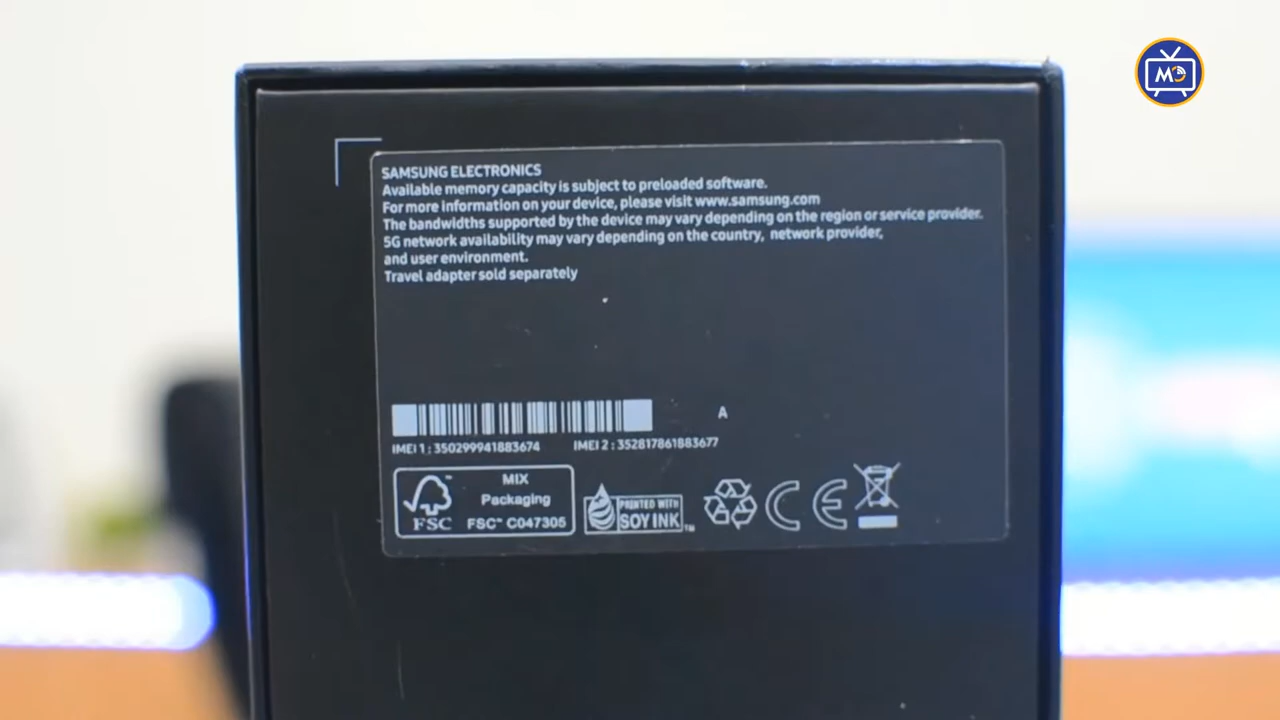 SAMSUNG ELECTRONICS
Available memory capacity is subject to preloaded software.
For more information on your device, please visit www.samsung.com
The bandwidths supported by the device may vary depending on the region or service provider.
5G network availability may vary depending on the country, network provider,
and user environment.
Travel adapter sold separately
A
IMEI 1 : 350299941883674 IMEI 2 : 352817861883677
MIX
Packaging
FSC™ C047305
FSC
PRINTED WITH
SOY INK™
CE
M